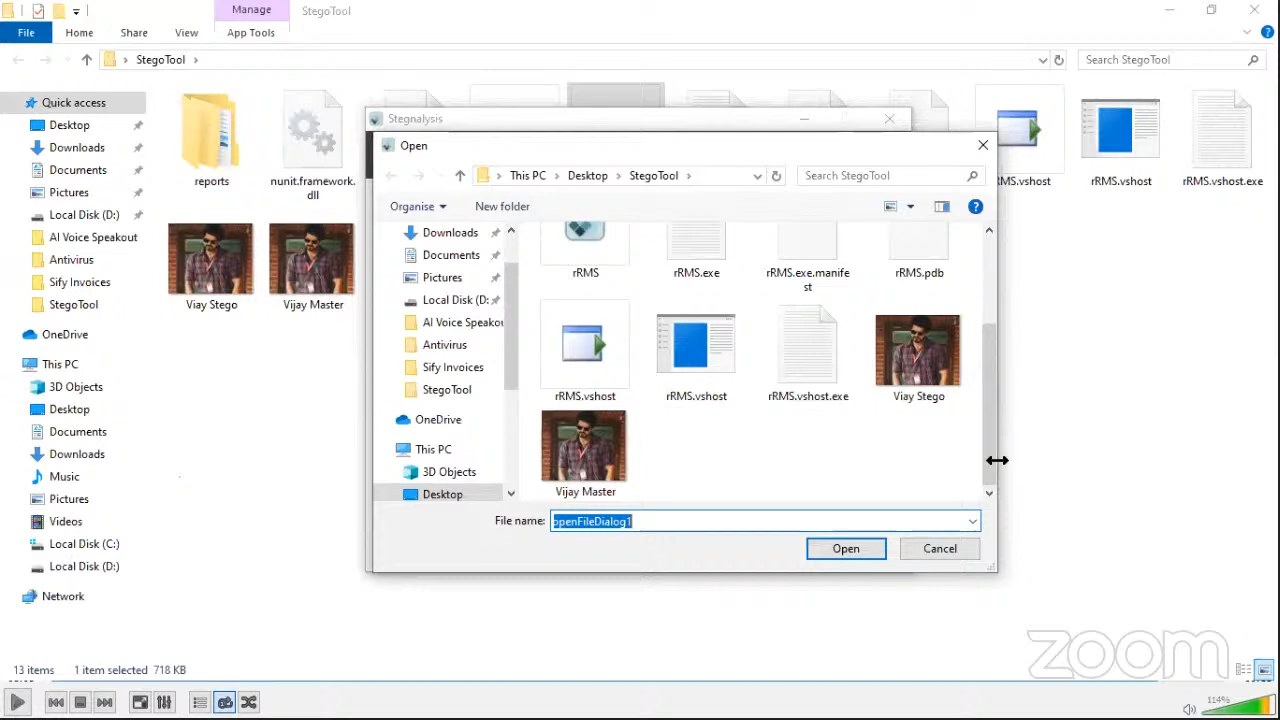 Manage
StegoTool
File
Home
Share
View
App Tools
StegoTool
Search StegoTool
Quick access
Desktop
Downloads
Documents
Pictures
Local Disk (D:)
AI Voice Speakout
Antivirus
Sify Invoices
StegoTool
OneDrive
This PC
3D Objects
Desktop
Documents
Downloads
Music
Pictures
Videos
Local Disk (C:)
Local Disk (D:)
Network
reports
nunit.framework.
dll
MS.vshost
rRMS.vshost
rRMS.vshost.exe
Viay Stego
Vijay Master
Stegnalysis
Open
This PC
Desktop
StegoTool
Search StegoTool
Organise
New folder
Downloads
Documents
Pictures
Local Disk (D:
AI Voice Speakou
Antivirus
Sify Invoices
StegoTool
OneDrive
This PC
3D Objects
Desktop
rRMS
rRMS.exe
rRMS.exe.manife
st
rRMS.pdb
rRMS.vshost
rRMS.vshost
rRMS.vshost.exe
Viay Stego
Vijay Master
File name:
openFileDialog1
Open
Cancel
zoom
13 items
1 item selected 718 KB
114%